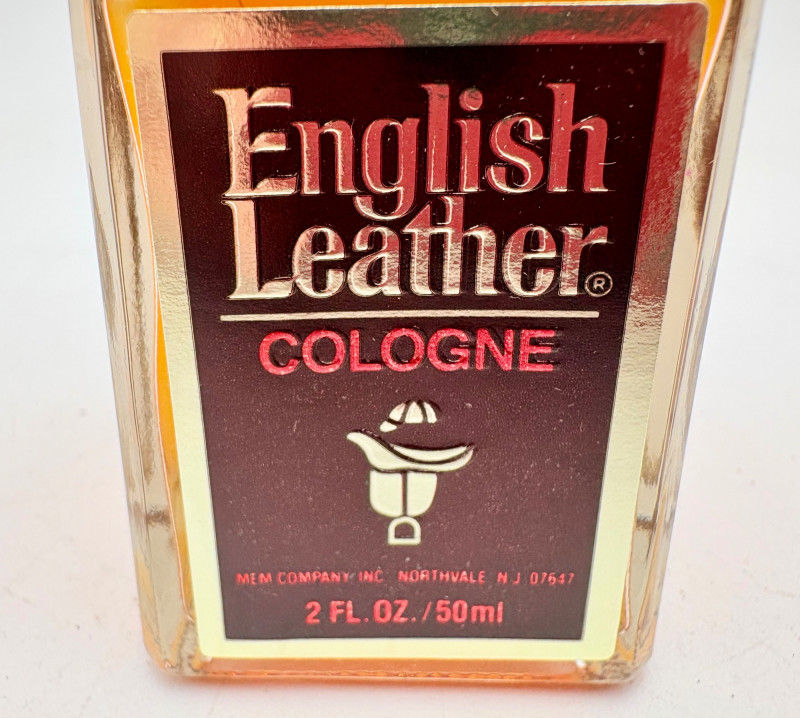 English
Leather®
COLOGNE
MEM COMPANY INC. NORTHVALE N J 07647
2 FL. OZ. / 50ml